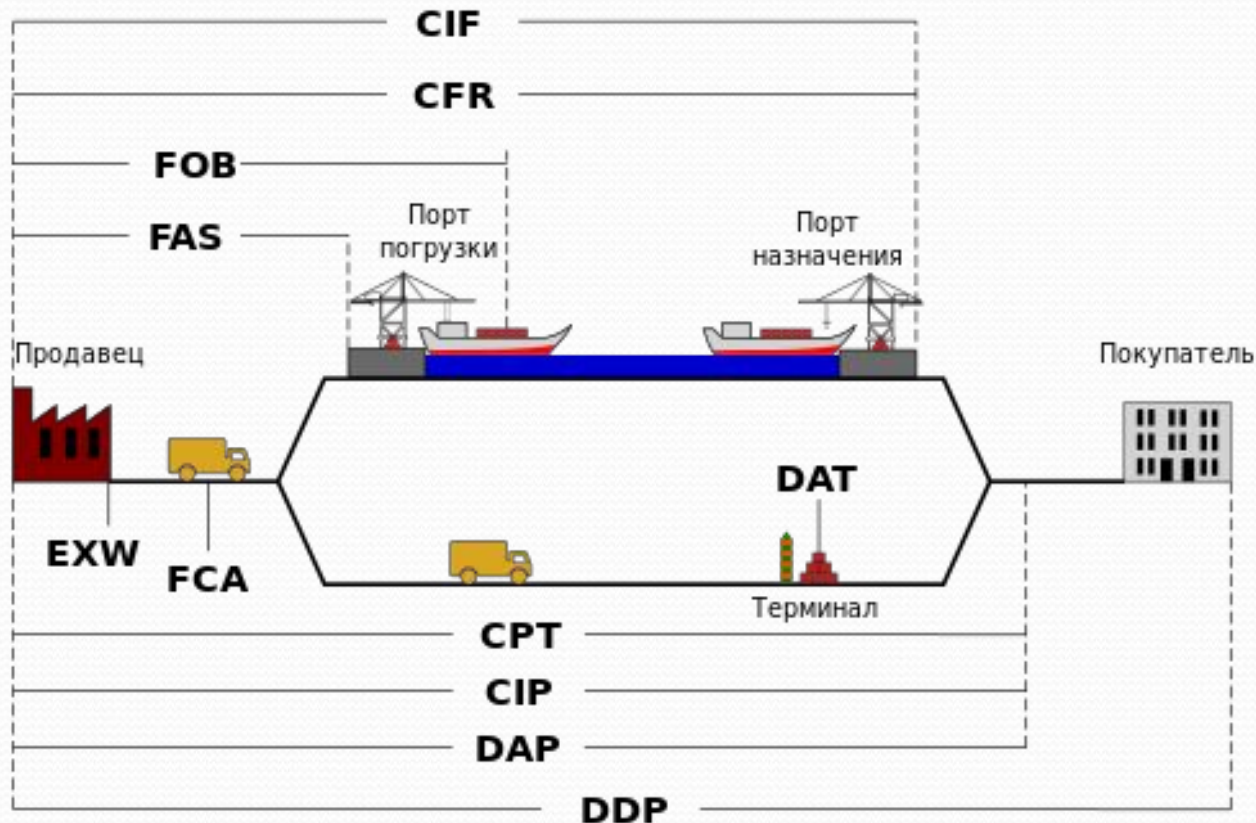 CIF
CFR
FOB
FAS
Порт
погрузки
Порт
назначения
Продавец
Покупатель
DAT
EXW
FCA
Терминал
CPT
CIP
DAP
DDP